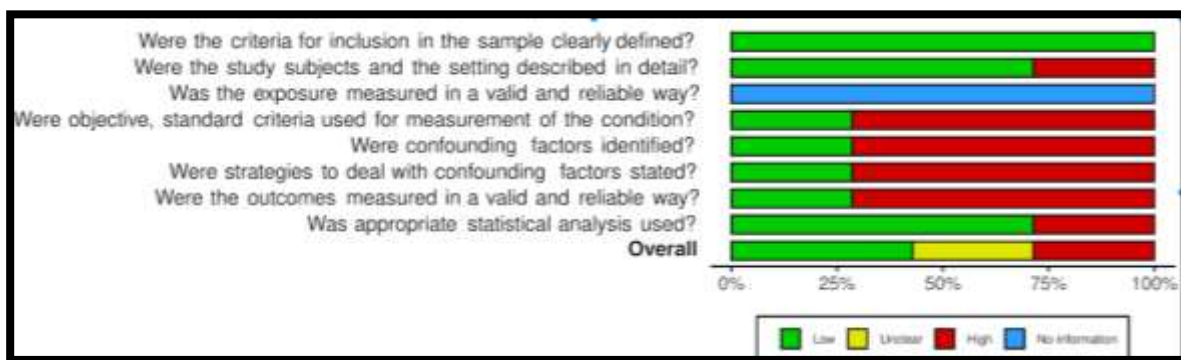 Were the criteria for inclusion in the sample clearly defined?
Were the study subjects and the setting described in detail?
Was the exposure measured in a valid and reliable way?
Were objective, standard criteria used for measurement of the condition?
Were confounding factors identified?
Were strategies to deal with confounding factors stated?
Were the outcomes measured in a valid and reliable way?
Was appropriate statistical analysis used?
Overall
0% 25% 50% 75% 100%
Low Unclear High No information